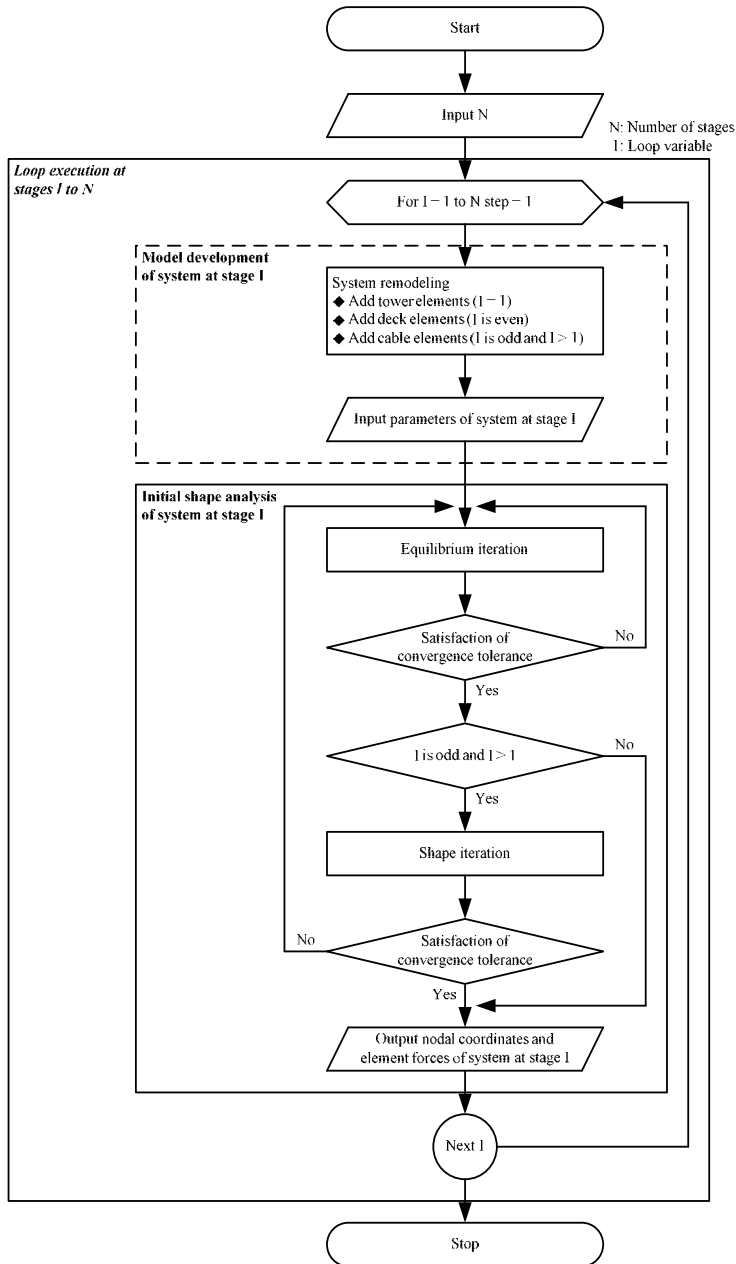 Start
Input N
N: Number of stages
I: Loop variable
Loop execution at
stages I to N
For I = 1 to N step = 1
Model development
of system at stage I
System remodeling
◆ Add tower elements (I = 1)
◆ Add deck elements (I is even)
◆ Add cable elements (I is odd and I > 1)
Input parameters of system at stage I
Initial shape analysis
of system at stage I
Equilibrium iteration
Satisfaction of
convergence tolerance
No
Yes
I is odd and I > 1
No
Yes
Shape iteration
No
Satisfaction of
convergence tolerance
Yes
Output nodal coordinates and
element forces of system at stage I
Next I
Stop